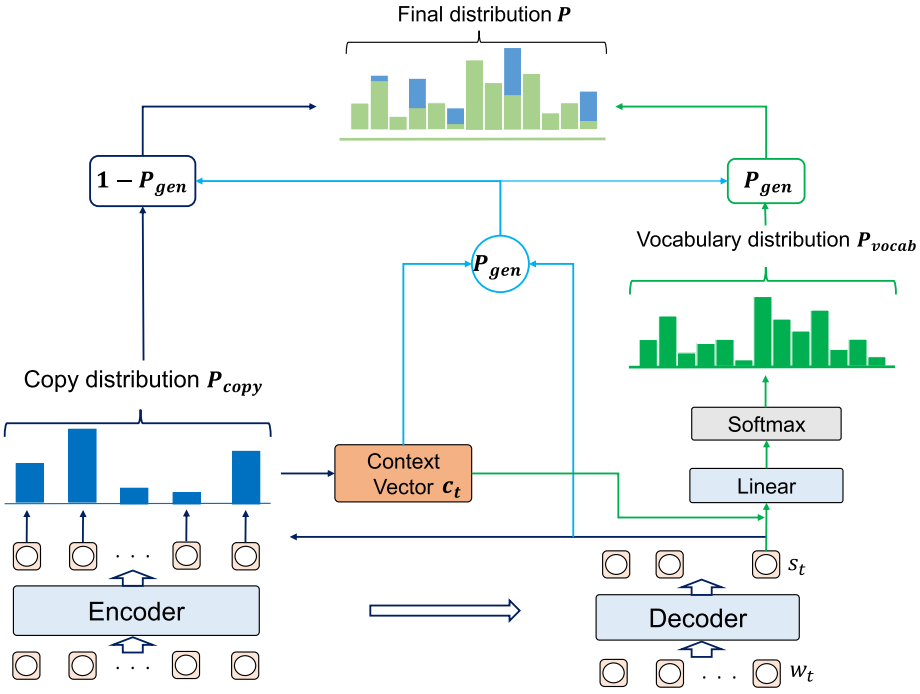 Final distribution P
1 − P_gen
P_gen
Vocabulary distribution P_vocab
P_gen
Copy distribution P_copy
Softmax
Context
Vector c_t
Linear
. . .
s_t
Encoder
Decoder
. . .
. . .
w_t